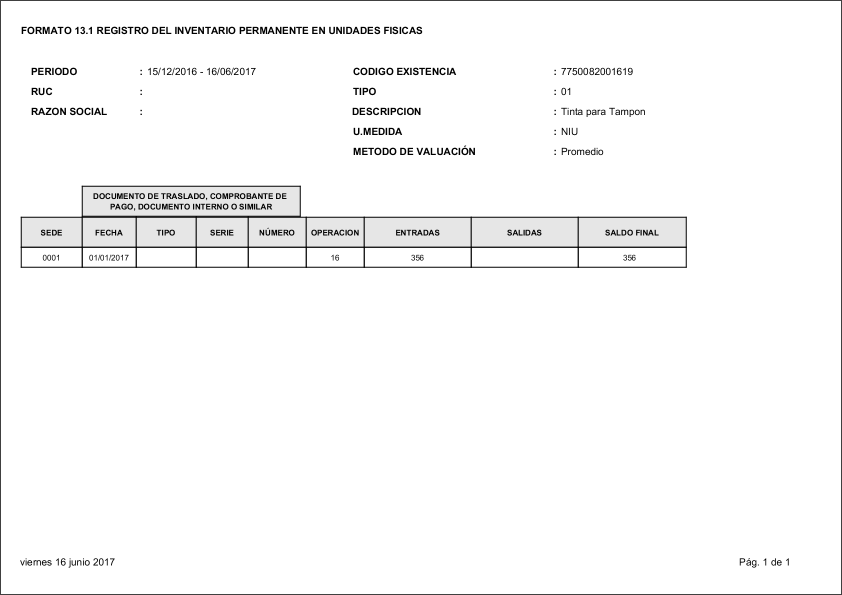 FORMATO 13.1 REGISTRO DEL INVENTARIO PERMANENTE EN UNIDADES FISICAS
PERIODO : 15/12/2016 - 16/06/2017 CODIGO EXISTENCIA : 7750082001619
RUC : TIPO : 01
RAZON SOCIAL : DESCRIPCION : Tinta para Tampon
U.MEDIDA : NIU
METODO DE VALUACIÓN : Promedio
DOCUMENTO DE TRASLADO, COMPROBANTE DE
PAGO, DOCUMENTO INTERNO O SIMILAR
SEDE FECHA TIPO SERIE NÚMERO OPERACION ENTRADAS SALIDAS SALDO FINAL
0001 01/01/2017 16 356 356
viernes 16 junio 2017 Pág. 1 de 1